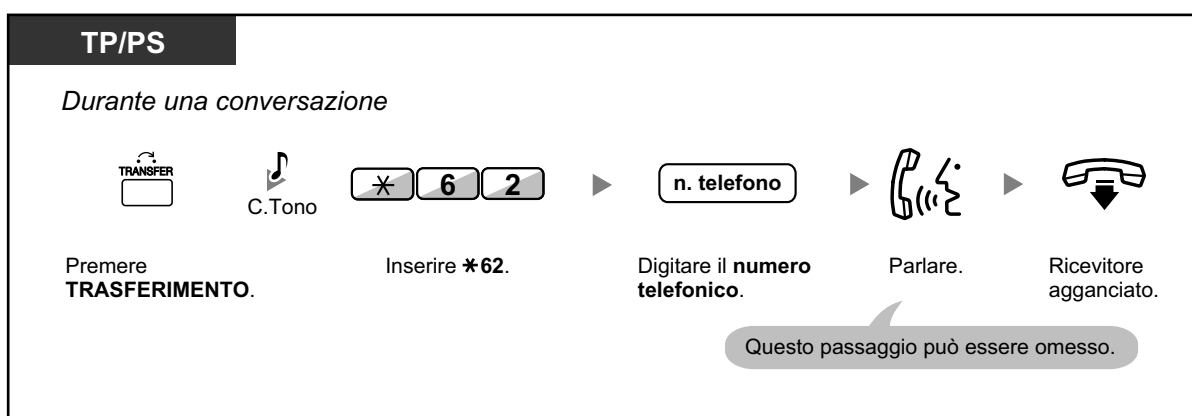 TP/PS
Durante una conversazione
TRANSFER
C.Tono
* 6 2
n. telefono
Premere
TRASFERIMENTO.
Inserire *62.
Digitare il numero
telefonico.
Parlare.
Ricevitore
agganciato.
Questo passaggio può essere omesso.